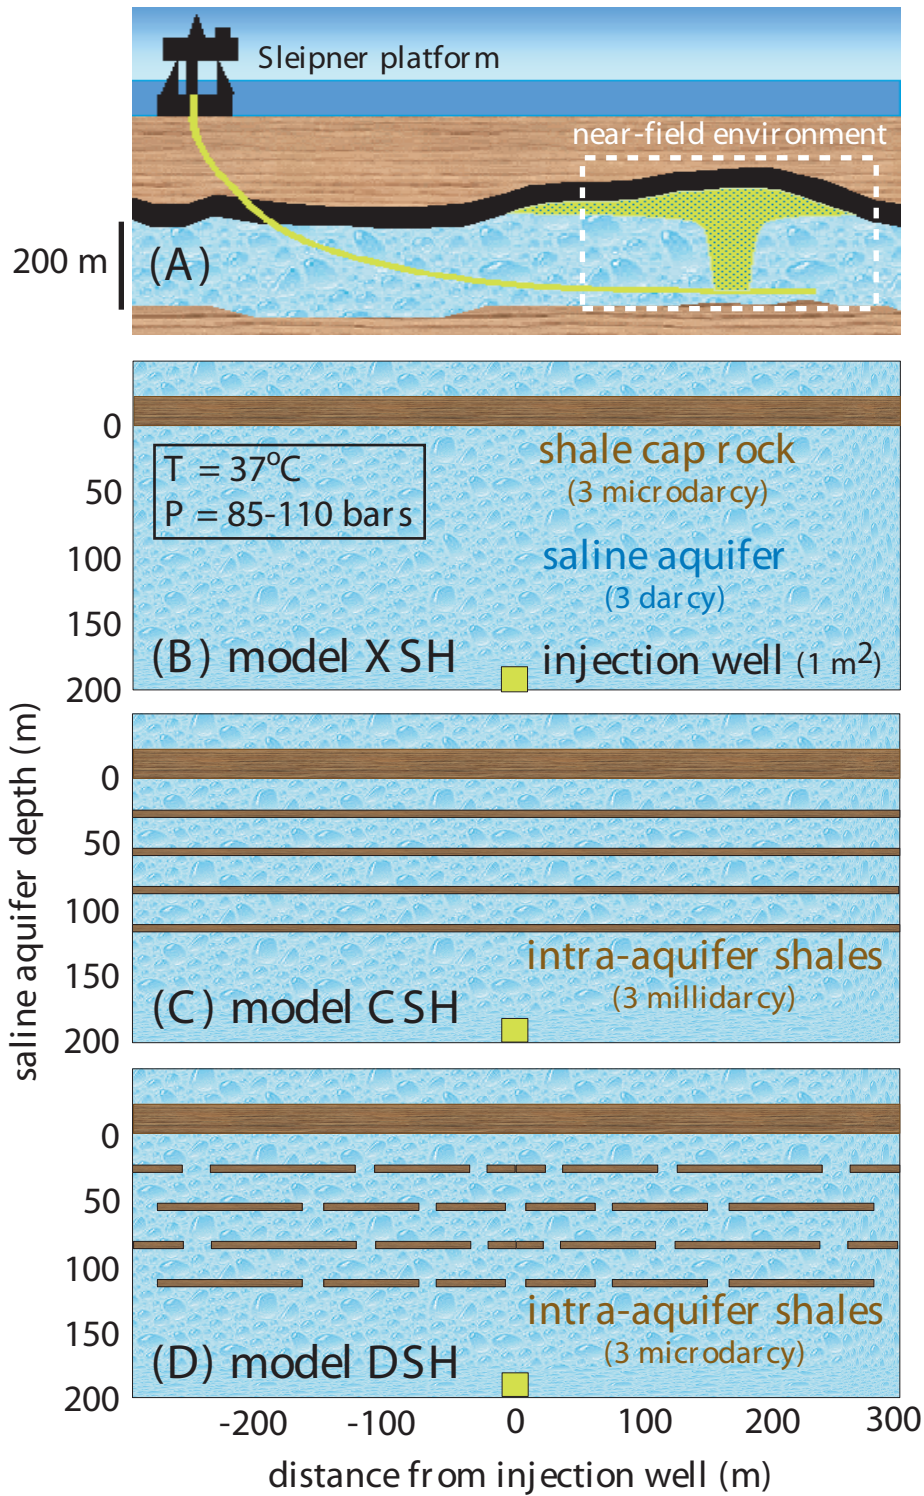 Sleipner platform
near-field environment
200 m
(A)
0
50
100
150
200
T = 37°C
P = 85-110 bars
shale cap rock
(3 microdarcy)
saline aquifer
(3 darcy)
(B) model XSH
injection well (1 m²)
saline aquifer depth (m)
0
50
100
150
200
intra-aquifer shales
(3 millidarcy)
(C) model CSH
0
50
100
150
200
intra-aquifer shales
(3 microdarcy)
(D) model DSH
-200 -100 0 100 200 300
distance from injection well (m)